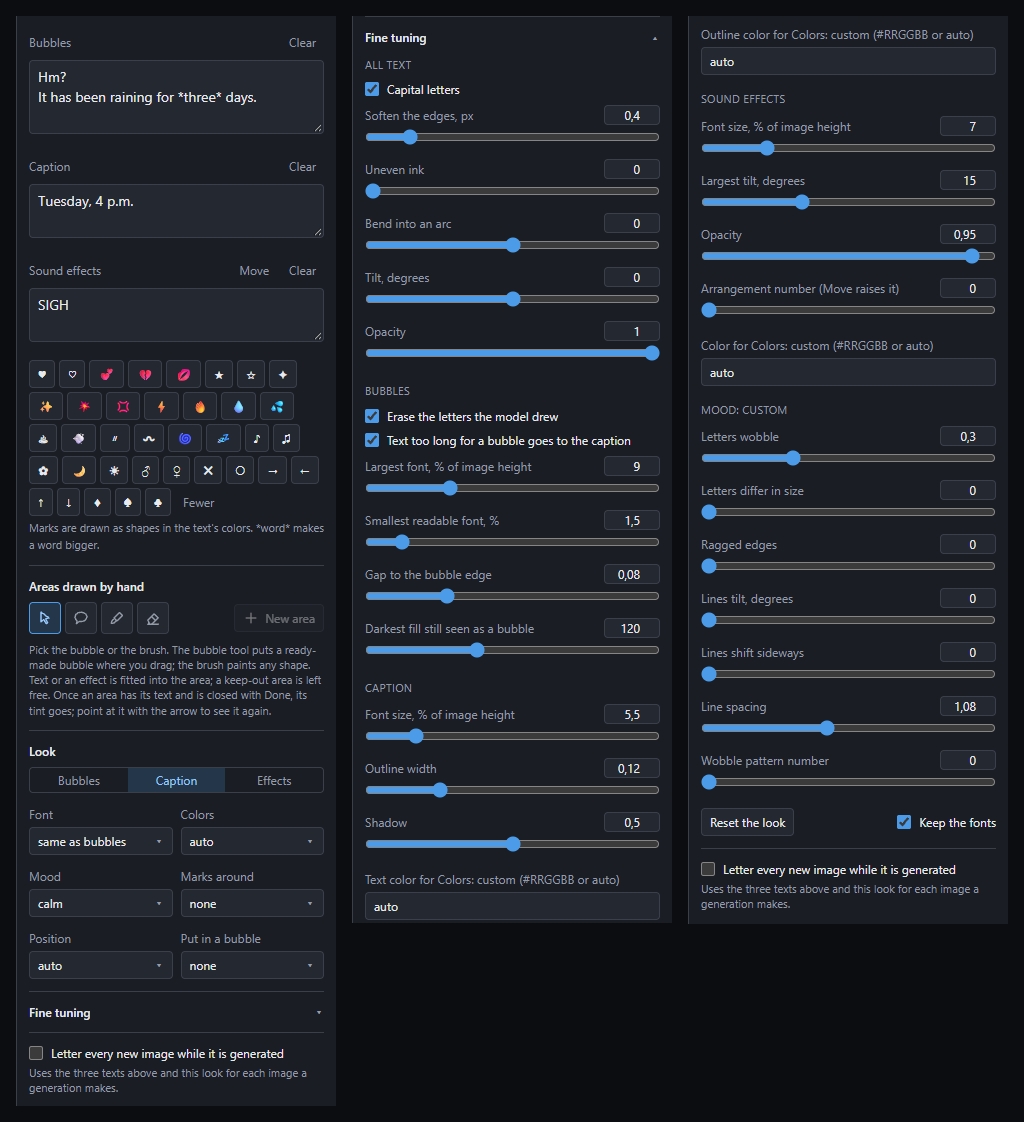 Bubbles
Clear
Hm?
It has been raining for *three* days.
Caption
Clear
Tuesday, 4 p.m.
Sound effects
Move
Clear
SIGH
Fewer
Marks are drawn as shapes in the text's colors. *word* makes
a word bigger.
Areas drawn by hand
New area
Pick the bubble or the brush. The bubble tool puts a ready-
made bubble where you drag; the brush paints any shape.
Text or an effect is fitted into the area; a keep-out area is left
free. Once an area has its text and is closed with Done, its
tint goes; point at it with the arrow to see it again.
Look
Bubbles
Caption
Effects
Font
Colors
same as bubbles
auto
Mood
Marks around
calm
none
Position
Put in a bubble
auto
none
Fine tuning
Letter every new image while it is generated
Uses the three texts above and this look for each image a
generation makes.
Fine tuning
ALL TEXT
Capital letters
Soften the edges, px
0,4
Uneven ink
0
Bend into an arc
0
Tilt, degrees
0
Opacity
1
BUBBLES
Erase the letters the model drew
Text too long for a bubble goes to the caption
Largest font, % of image height
9
Smallest readable font, %
1,5
Gap to the bubble edge
0,08
Darkest fill still seen as a bubble
120
CAPTION
Font size, % of image height
5,5
Outline width
0,12
Shadow
0,5
Text color for Colors: custom (#RRGGBB or auto)
auto
Outline color for Colors: custom (#RRGGBB or auto)
auto
SOUND EFFECTS
Font size, % of image height
7
Largest tilt, degrees
15
Opacity
0,95
Arrangement number (Move raises it)
0
Color for Colors: custom (#RRGGBB or auto)
auto
MOOD: CUSTOM
Letters wobble
0,3
Letters differ in size
0
Ragged edges
0
Lines tilt, degrees
0
Lines shift sideways
0
Line spacing
1,08
Wobble pattern number
0
Reset the look
Keep the fonts
Letter every new image while it is generated
Uses the three texts above and this look for each image a
generation makes.